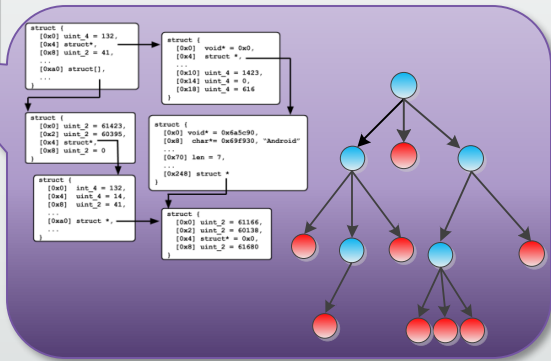 struct {
[0x0] uint_4 = 132,
[0x4] struct*,
[0x8] uint_2 = 41,
...
[0xa0] struct[],
...
}
struct {
[0x0] void* = 0x0,
[0x4] struct *,
...
[0x10] uint_4 = 1423,
[0x14] uint_4 = 0,
[0x18] uint_4 = 616
}
struct {
[0x0] uint_2 = 61423,
[0x2] uint_2 = 60395,
[0x4] struct*,
[0x8] uint_2 = 0
}
struct {
[0x0] void* = 0x6a5c90,
[0x8] char*= 0x69f930, "Android"
...
[0x70] len = 7,
...
[0x248] struct *
}
struct {
[0x0] int_4 = 132,
[0x4] uint_4 = 14,
[0x8] uint_2 = 41,
...
[0xa0] struct *,
...
}
struct {
[0x0] uint_2 = 61166,
[0x2] uint_2 = 60138,
[0x4] struct* = 0x0,
[0x8] uint_2 = 61680
}